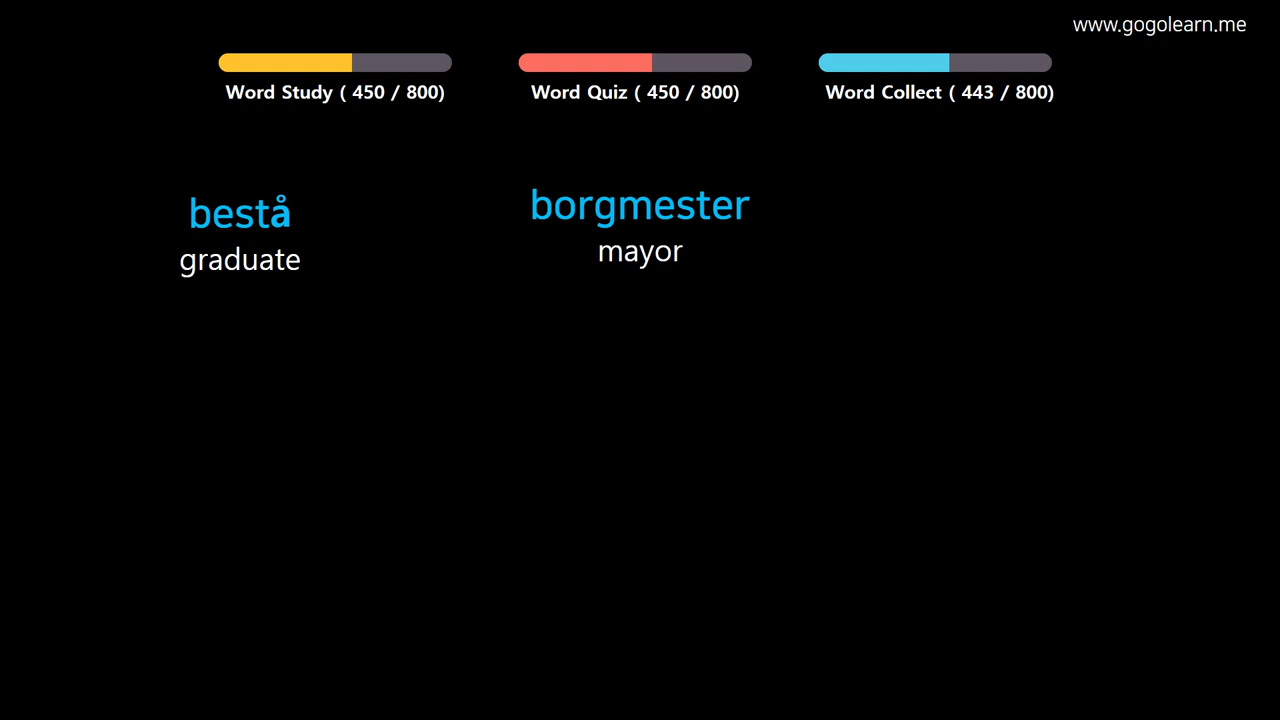 www.gogolearn.me
Word Study ( 450 / 800)
Word Quiz ( 450 / 800)
Word Collect ( 443 / 800)
bestå
graduate
borgmester
mayor